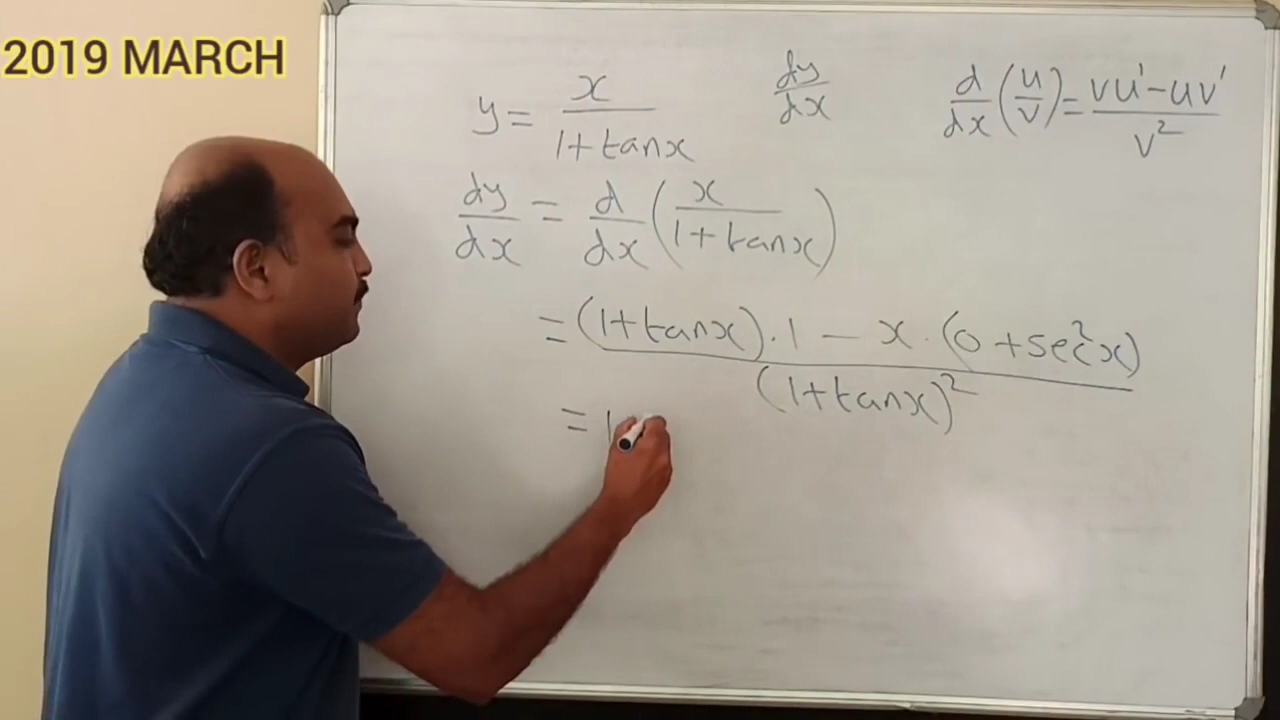 2019 MARCH
y = x / (1 + tanx)    dy/dx    d/dx (u/v) = (vu' - uv') / v²
dy/dx = d/dx (x / (1 + tanx))
= ((1 + tanx) . 1 - x . (0 + sec²x)) / (1 + tanx)²
= 1